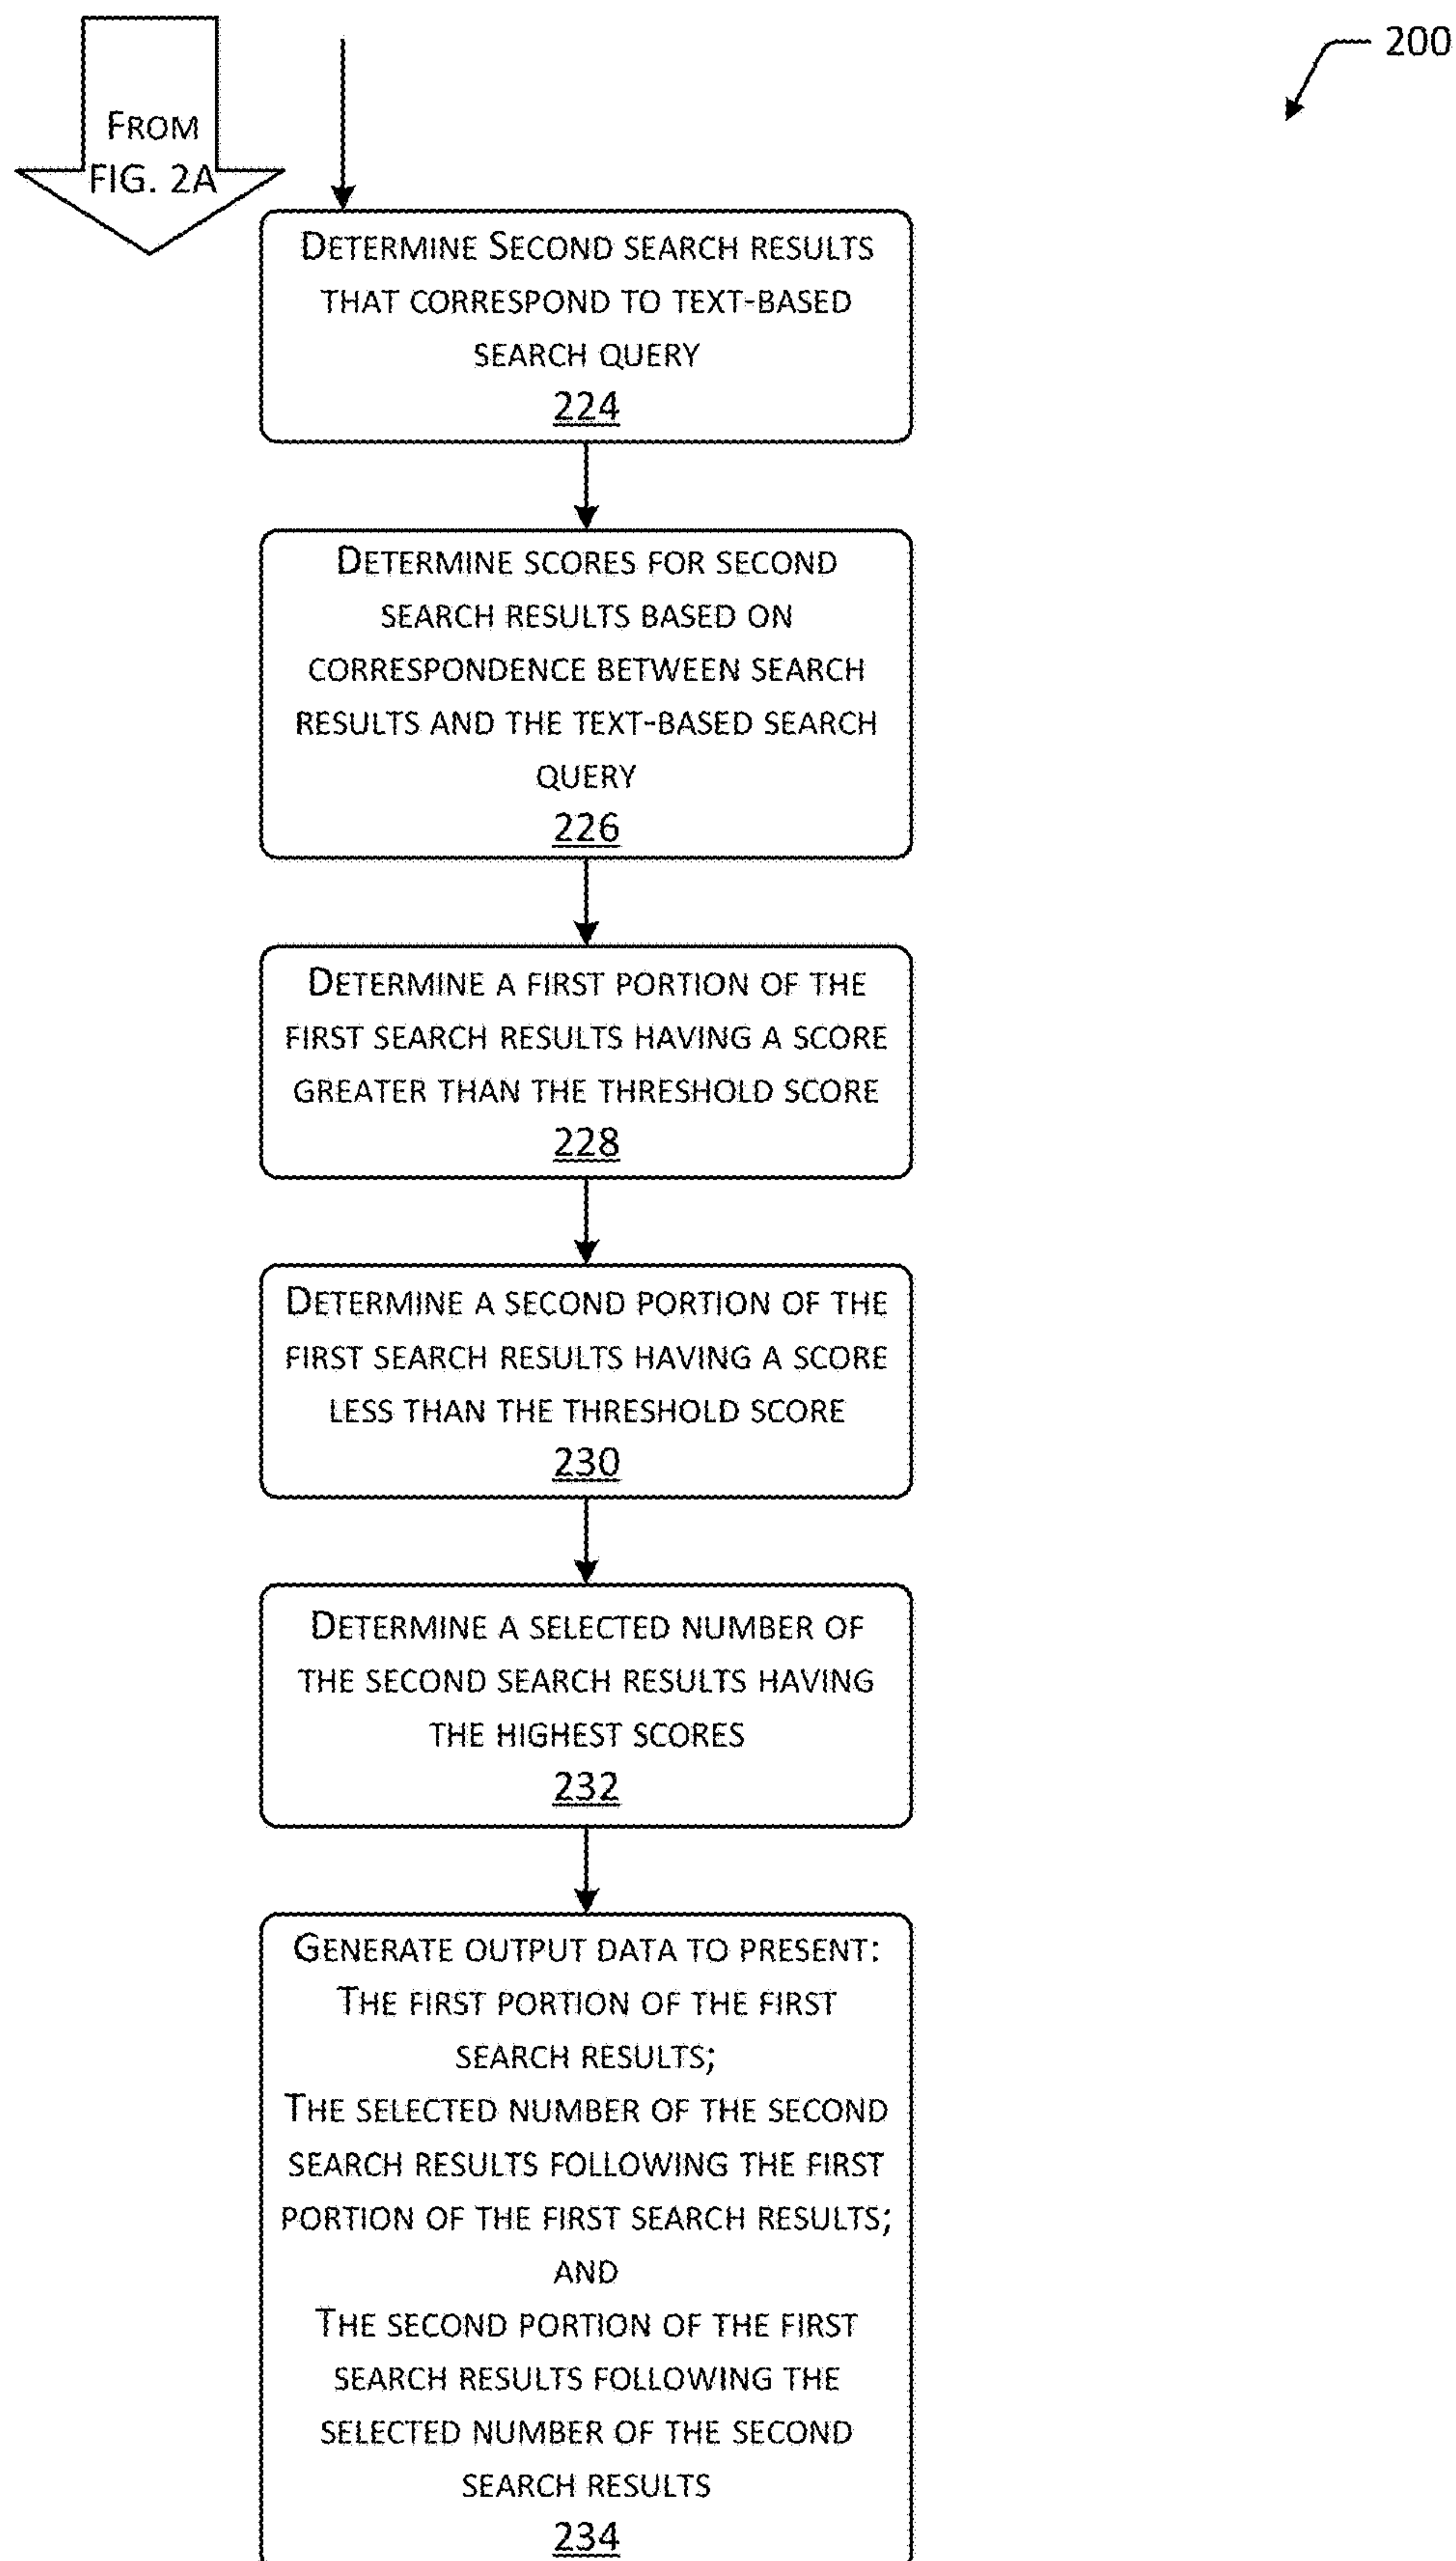 200
FROM
FIG. 2A
DETERMINE SECOND SEARCH RESULTS
THAT CORRESPOND TO TEXT-BASED
SEARCH QUERY
224
DETERMINE SCORES FOR SECOND
SEARCH RESULTS BASED ON
CORRESPONDENCE BETWEEN SEARCH
RESULTS AND THE TEXT-BASED SEARCH
QUERY
226
DETERMINE A FIRST PORTION OF THE
FIRST SEARCH RESULTS HAVING A SCORE
GREATER THAN THE THRESHOLD SCORE
228
DETERMINE A SECOND PORTION OF THE
FIRST SEARCH RESULTS HAVING A SCORE
LESS THAN THE THRESHOLD SCORE
230
DETERMINE A SELECTED NUMBER OF
THE SECOND SEARCH RESULTS HAVING
THE HIGHEST SCORES
232
GENERATE OUTPUT DATA TO PRESENT:
THE FIRST PORTION OF THE FIRST
SEARCH RESULTS;
THE SELECTED NUMBER OF THE SECOND
SEARCH RESULTS FOLLOWING THE FIRST
PORTION OF THE FIRST SEARCH RESULTS;
AND
THE SECOND PORTION OF THE FIRST
SEARCH RESULTS FOLLOWING THE
SELECTED NUMBER OF THE SECOND
SEARCH RESULTS
234